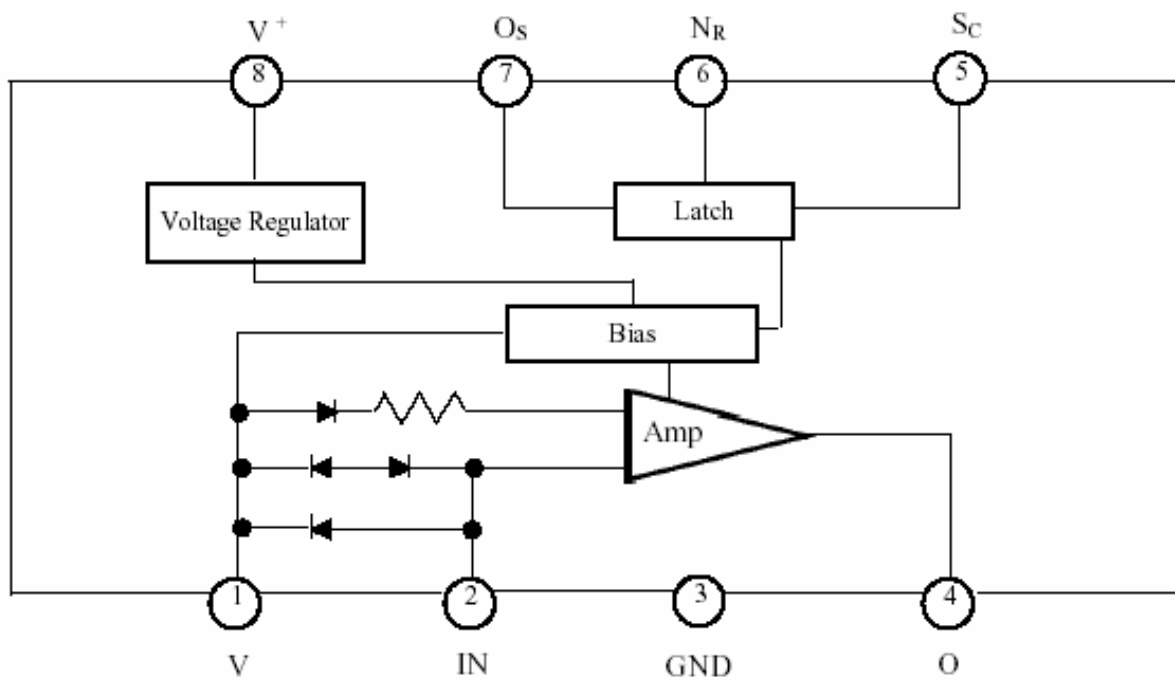 V +
OS
NR
SC
8
7
6
5
Voltage Regulator
Latch
Bias
Amp
1
2
3
4
V
IN
GND
O